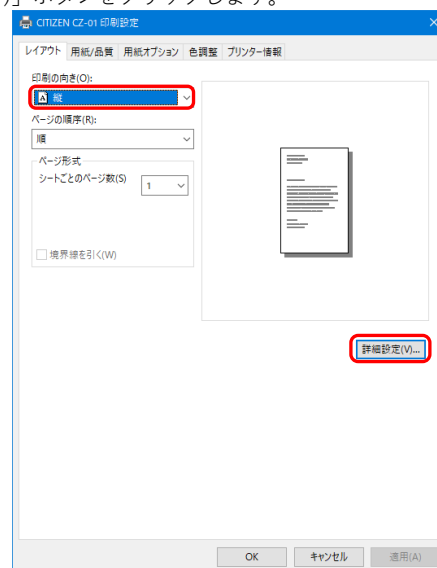 )」ボタンをクリックします。
CITIZEN CZ-01 印刷設定
レイアウト 用紙/品質 用紙オプション 色調整 プリンター情報
印刷の向き(O):
A 縦
ページの順序(R):
順
ページ形式
シートごとのページ数(S) 1
境界線を引く(W)
詳細設定(V)...
OK キャンセル 適用(A)